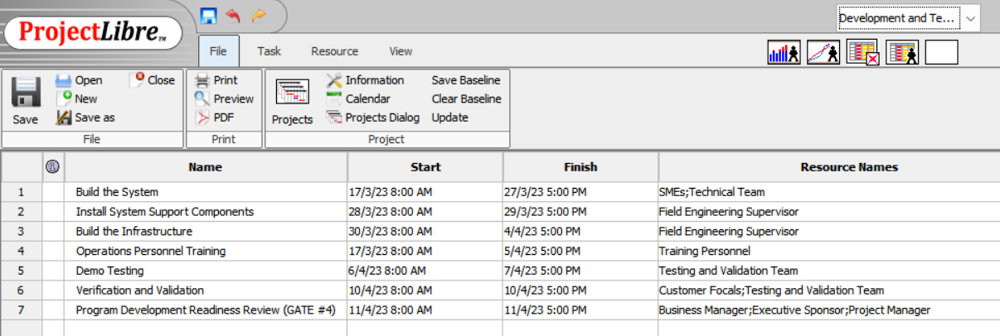 ProjectLibre™
Development and Te...
File Task Resource View
Save
Open
New
Save as
Close
File
Print
Preview
PDF
Print
Projects
Information
Calendar
Projects Dialog
Save Baseline
Clear Baseline
Update
Project
Name Start Finish Resource Names
1 Build the System 17/3/23 8:00 AM 27/3/23 5:00 PM SMEs;Technical Team
2 Install System Support Components 28/3/23 8:00 AM 29/3/23 5:00 PM Field Engineering Supervisor
3 Build the Infrastructure 30/3/23 8:00 AM 4/4/23 5:00 PM Field Engineering Supervisor
4 Operations Personnel Training 17/3/23 8:00 AM 5/4/23 5:00 PM Training Personnel
5 Demo Testing 6/4/23 8:00 AM 7/4/23 5:00 PM Testing and Validation Team
6 Verification and Validation 10/4/23 8:00 AM 10/4/23 5:00 PM Customer Focals;Testing and Validation Team
7 Program Development Readiness Review (GATE #4) 11/4/23 8:00 AM 11/4/23 5:00 PM Business Manager;Executive Sponsor;Project Manager